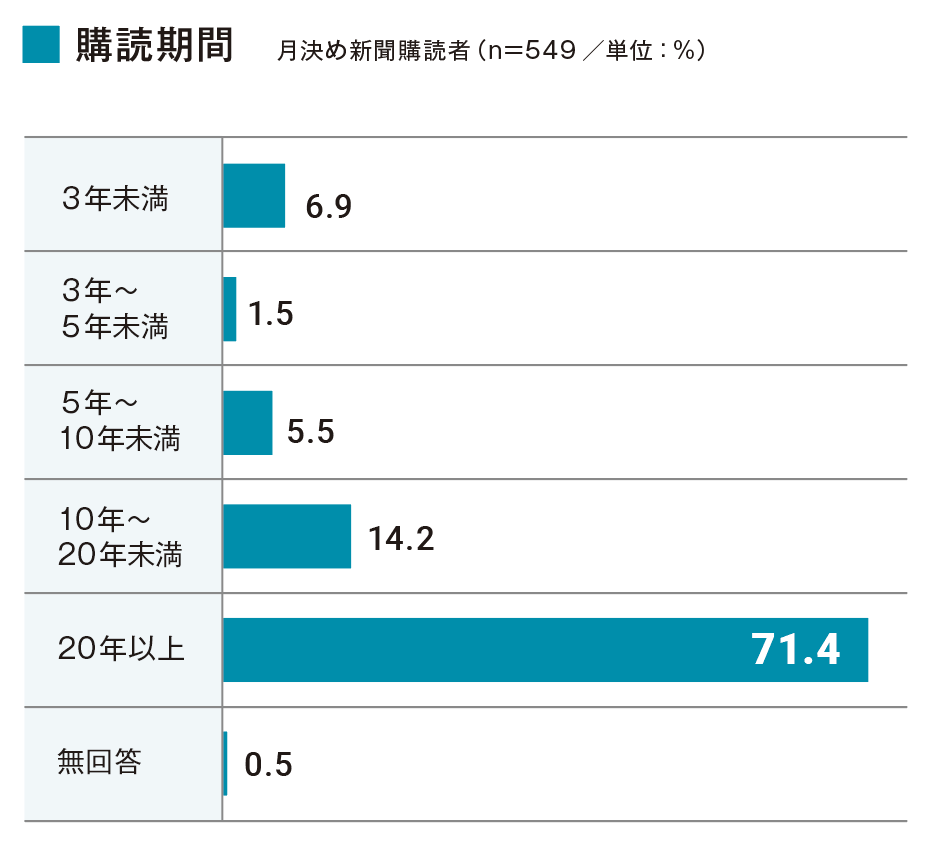 購読期間
月決め新聞購読者（n=549／単位：%）
3年未満
6.9
3年〜
5年未満
1.5
5年〜
10年未満
5.5
10年〜
20年未満
14.2
20年以上
71.4
無回答
0.5